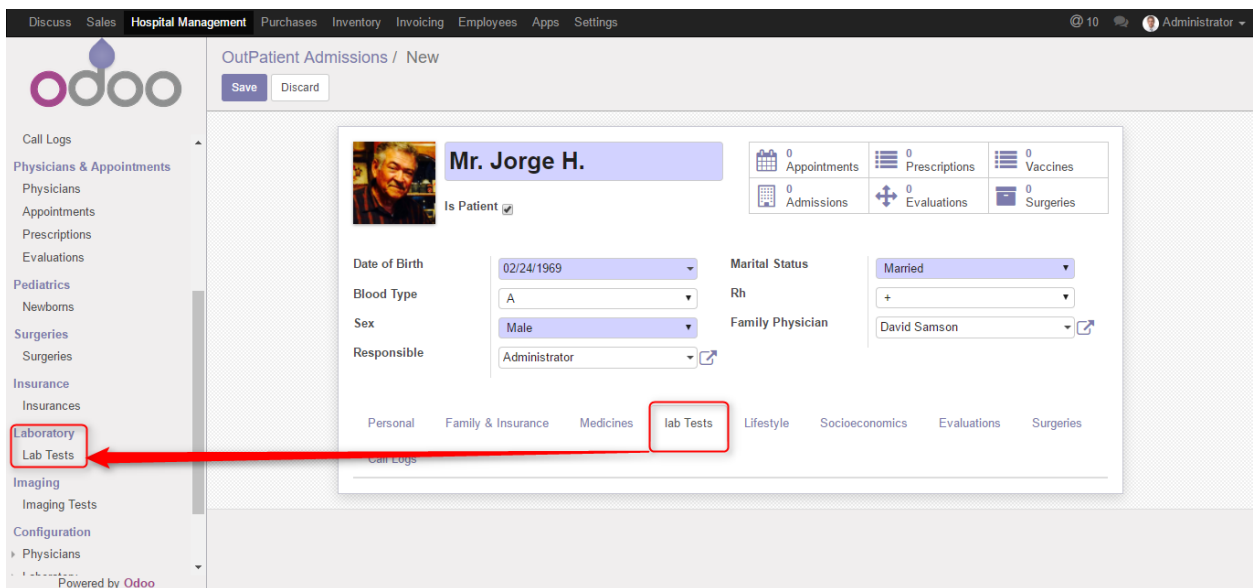 Discuss Sales Hospital Management Purchases Inventory Invoicing Employees Apps Settings @ 10 Administrator
odoo
Call Logs
Physicians & Appointments
Physicians
Appointments
Prescriptions
Evaluations
Pediatrics
Newborns
Surgeries
Surgeries
Insurance
Insurances
Laboratory
Lab Tests
Imaging
Imaging Tests
Configuration
Physicians
Powered by Odoo
OutPatient Admissions / New
Save Discard
Mr. Jorge H.
Is Patient
0 Appointments
0 Prescriptions
0 Vaccines
0 Admissions
0 Evaluations
0 Surgeries
Date of Birth 02/24/1969 Marital Status Married
Blood Type A Rh +
Sex Male Family Physician David Samson
Responsible Administrator
Personal Family & Insurance Medicines lab Tests Lifestyle Socioeconomics Evaluations Surgeries
Call Logs